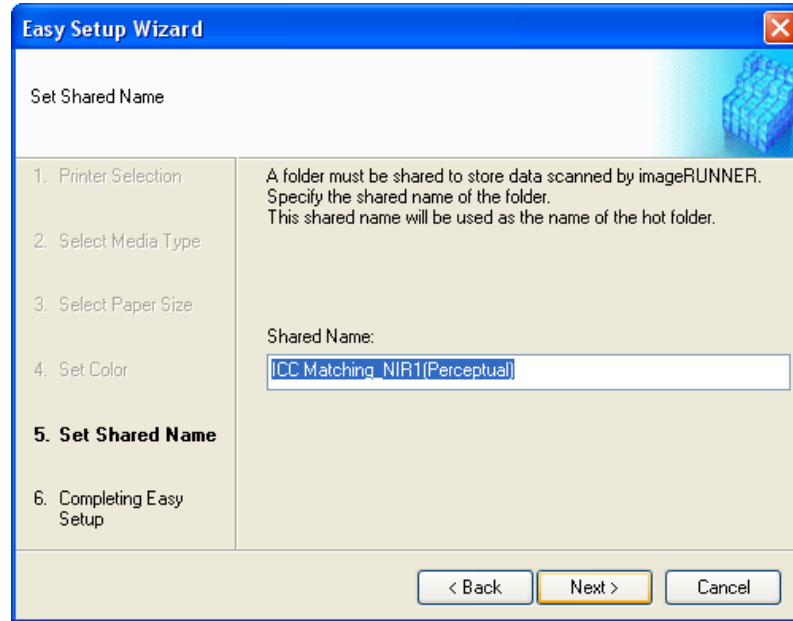 Easy Setup Wizard
Set Shared Name
1. Printer Selection
2. Select Media Type
3. Select Paper Size
4. Set Color
5. Set Shared Name
6. Completing Easy
Setup
A folder must be shared to store data scanned by imageRUNNER.
Specify the shared name of the folder.
This shared name will be used as the name of the hot folder.
Shared Name:
ICC Matching_NIR1(Perceptual)
< Back
Next >
Cancel